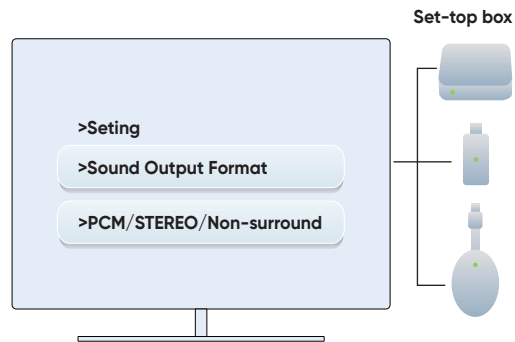 Set-top box
>Seting
>Sound Output Format
>PCM/STEREO/Non-surround